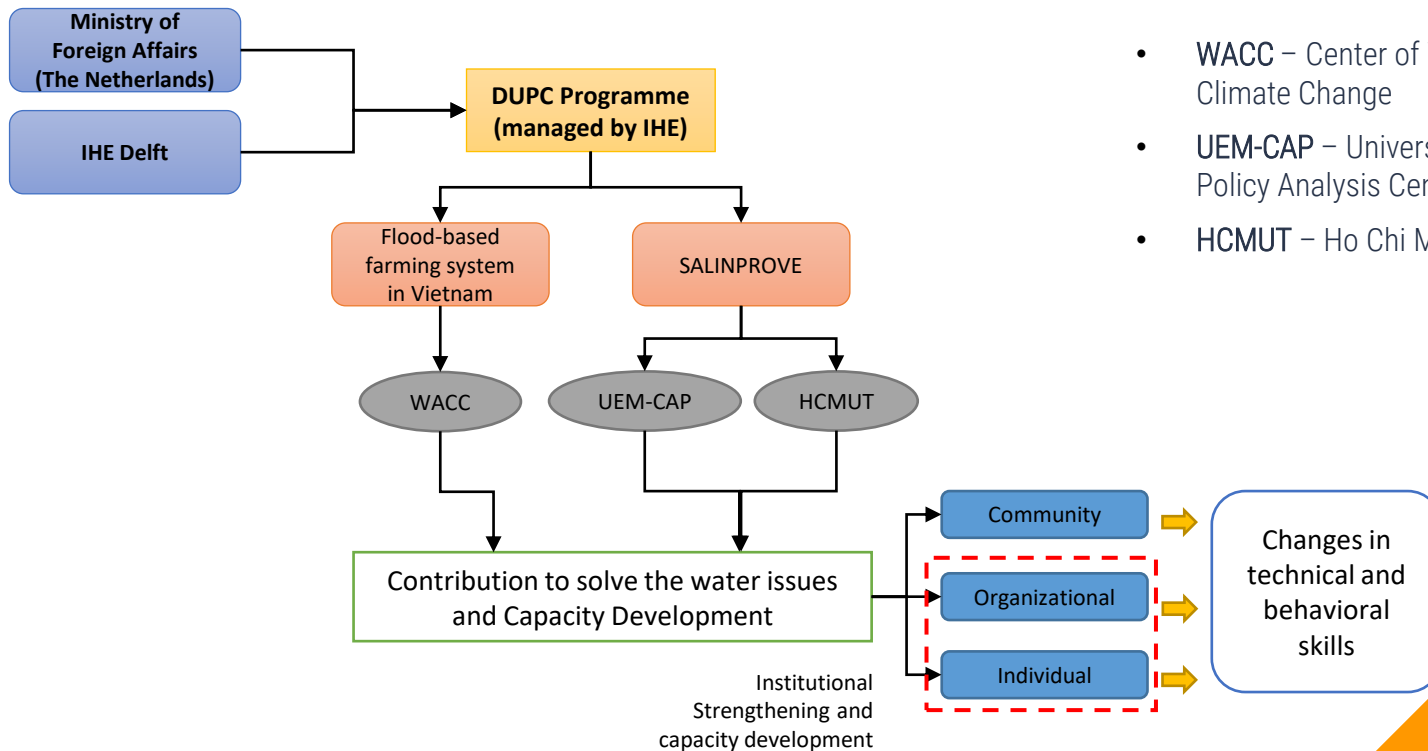 Ministry of
Foreign Affairs
(The Netherlands)
IHE Delft
DUPC Programme
(managed by IHE)
Flood-based
farming system
in Vietnam
SALINPROVE
WACC
UEM-CAP
HCMUT
Contribution to solve the water issues
and Capacity Development
Community
Organizational
Individual
Changes in
technical and
behavioral
skills
Institutional
Strengthening and
capacity development
• WACC – Center of
Climate Change
• UEM-CAP –
Policy Analysis
• HCMUT – Ho Chi